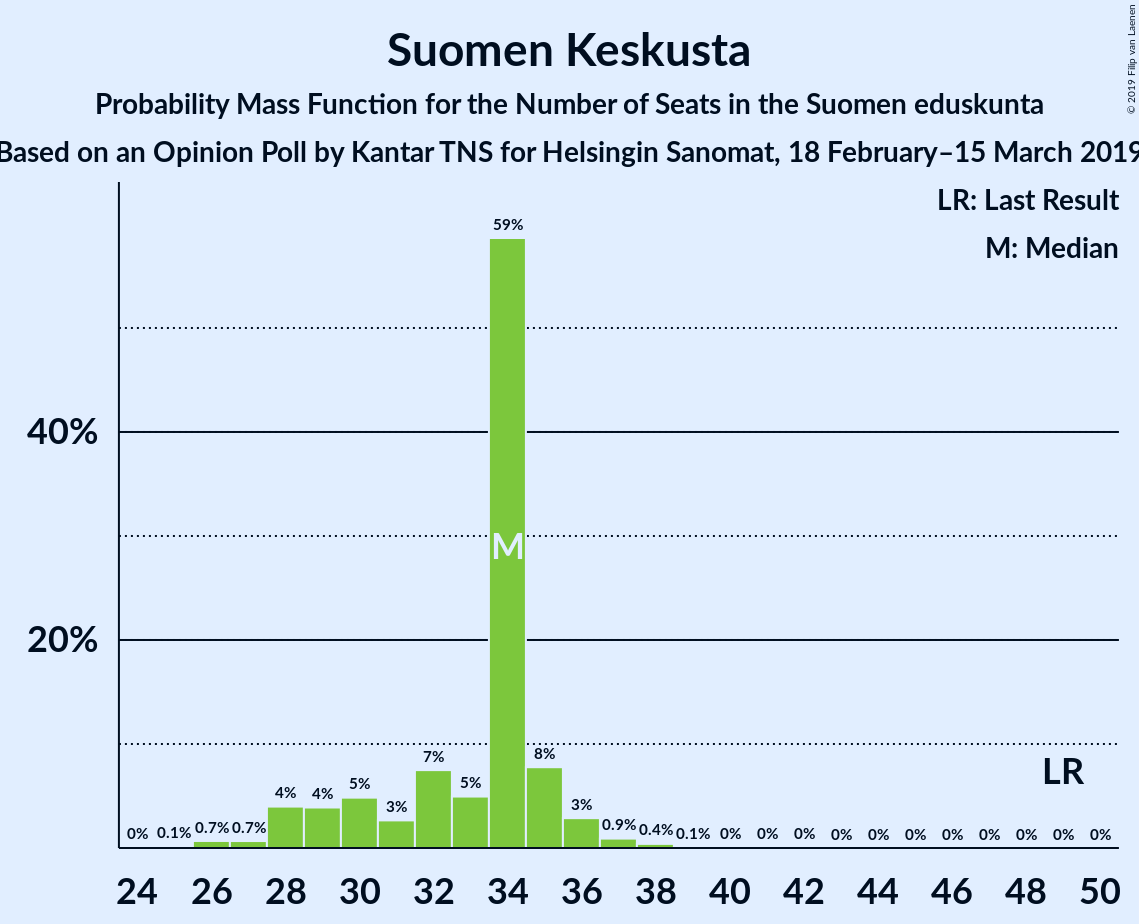 Suomen Keskusta
Probability Mass Function for the Number of Seats in the Suomen eduskunta
Based on an Opinion Poll by Kantar TNS for Helsingin Sanomat, 18 February–15 March 2019
© 2019 Filip van Laenen
LR: Last Result
M: Median
59%
40%
M
20%
LR
0% 0.1% 0.7% 0.7% 4% 4% 5% 3% 7% 5% 8% 3% 0.9% 0.4% 0.1% 0% 0% 0% 0% 0% 0% 0% 0% 0% 0% 0%
24 26 28 30 32 34 36 38 40 42 44 46 48 50